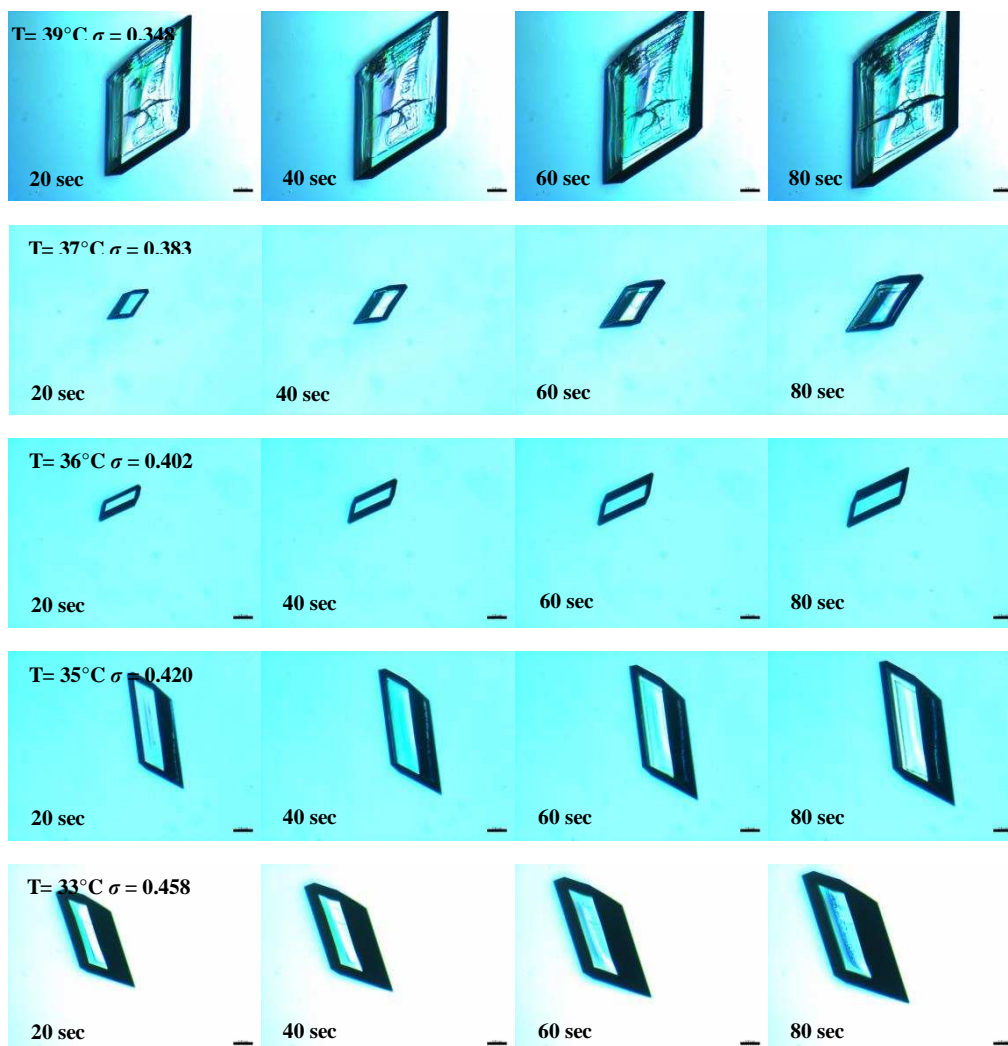 T= 39°C σ = 0.348
20 sec
40 sec
60 sec
80 sec
T= 37°C σ = 0.383
20 sec
40 sec
60 sec
80 sec
T= 36°C σ = 0.402
20 sec
40 sec
60 sec
80 sec
T= 35°C σ = 0.420
20 sec
40 sec
60 sec
80 sec
T= 33°C σ = 0.458
20 sec
40 sec
60 sec
80 sec